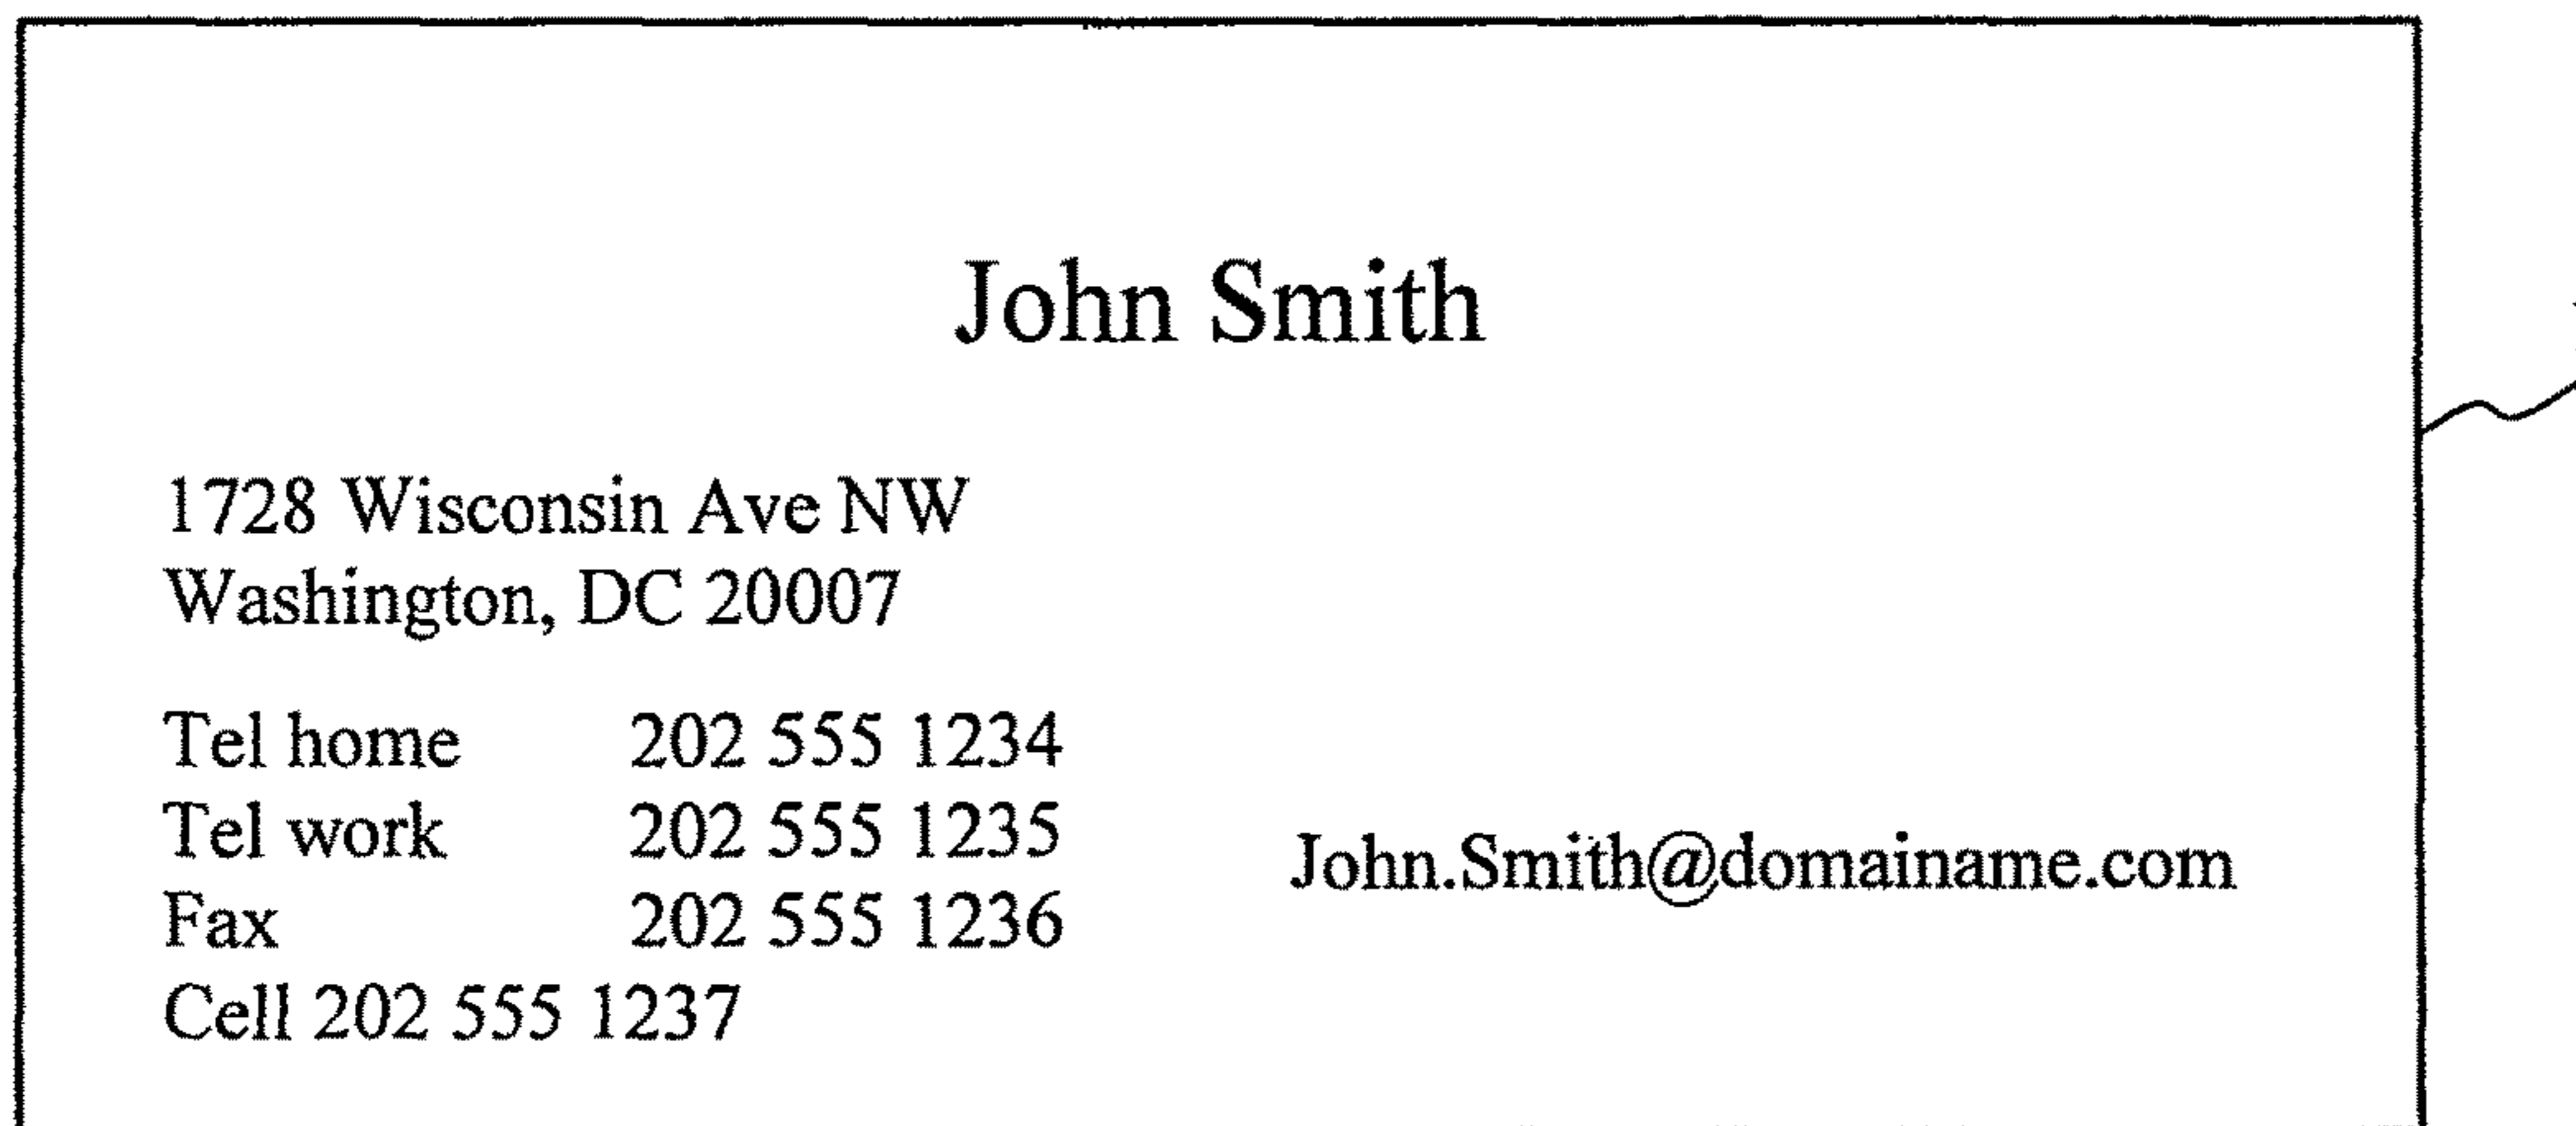 John Smith
1728 Wisconsin Ave NW
Washington, DC 20007
Tel home 202 555 1234
Tel work 202 555 1235
Fax 202 555 1236
Cell 202 555 1237
John.Smith@domainame.com